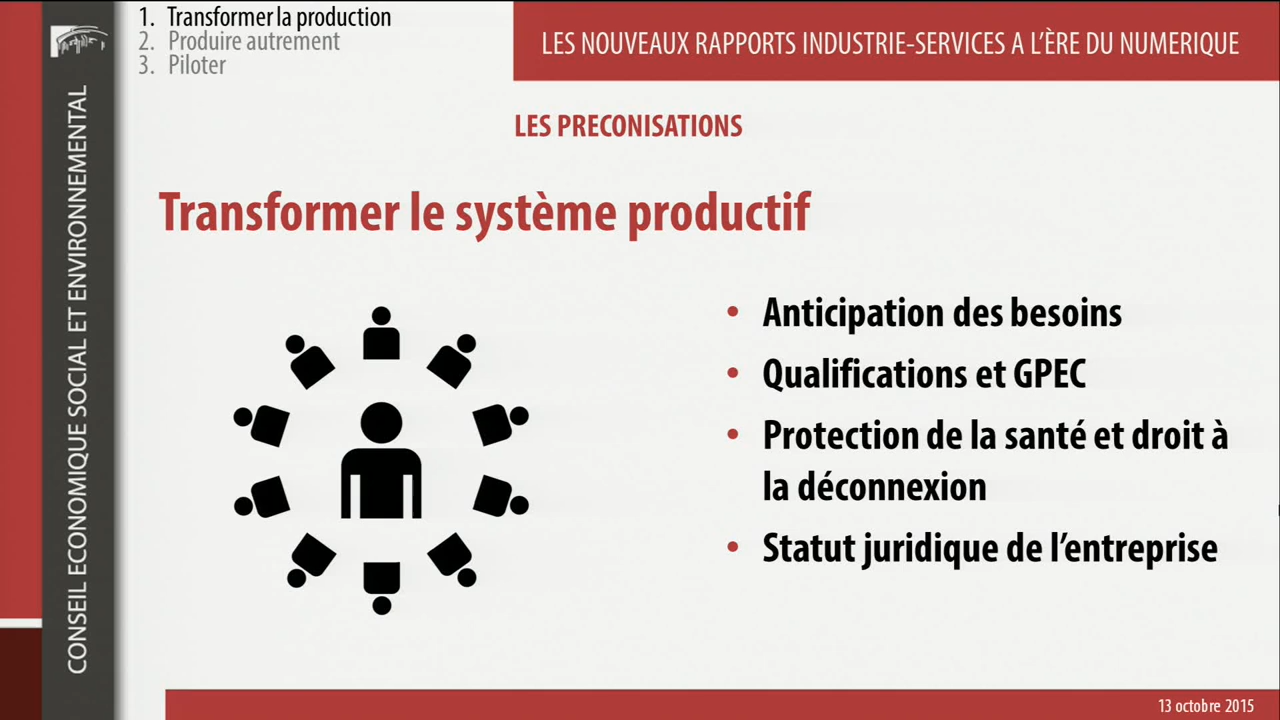 1. Transformer la production
2. Produire autrement
3. Piloter
LES NOUVEAUX RAPPORTS INDUSTRIE-SERVICES A L'ÈRE DU NUMERIQUE
CONSEIL ECONOMIQUE SOCIAL ET ENVIRONNEMENTAL
LES PRECONISATIONS
Transformer le système productif
• Anticipation des besoins
• Qualifications et GPEC
• Protection de la santé et droit à
la déconnexion
• Statut juridique de l'entreprise
13 octobre 2015